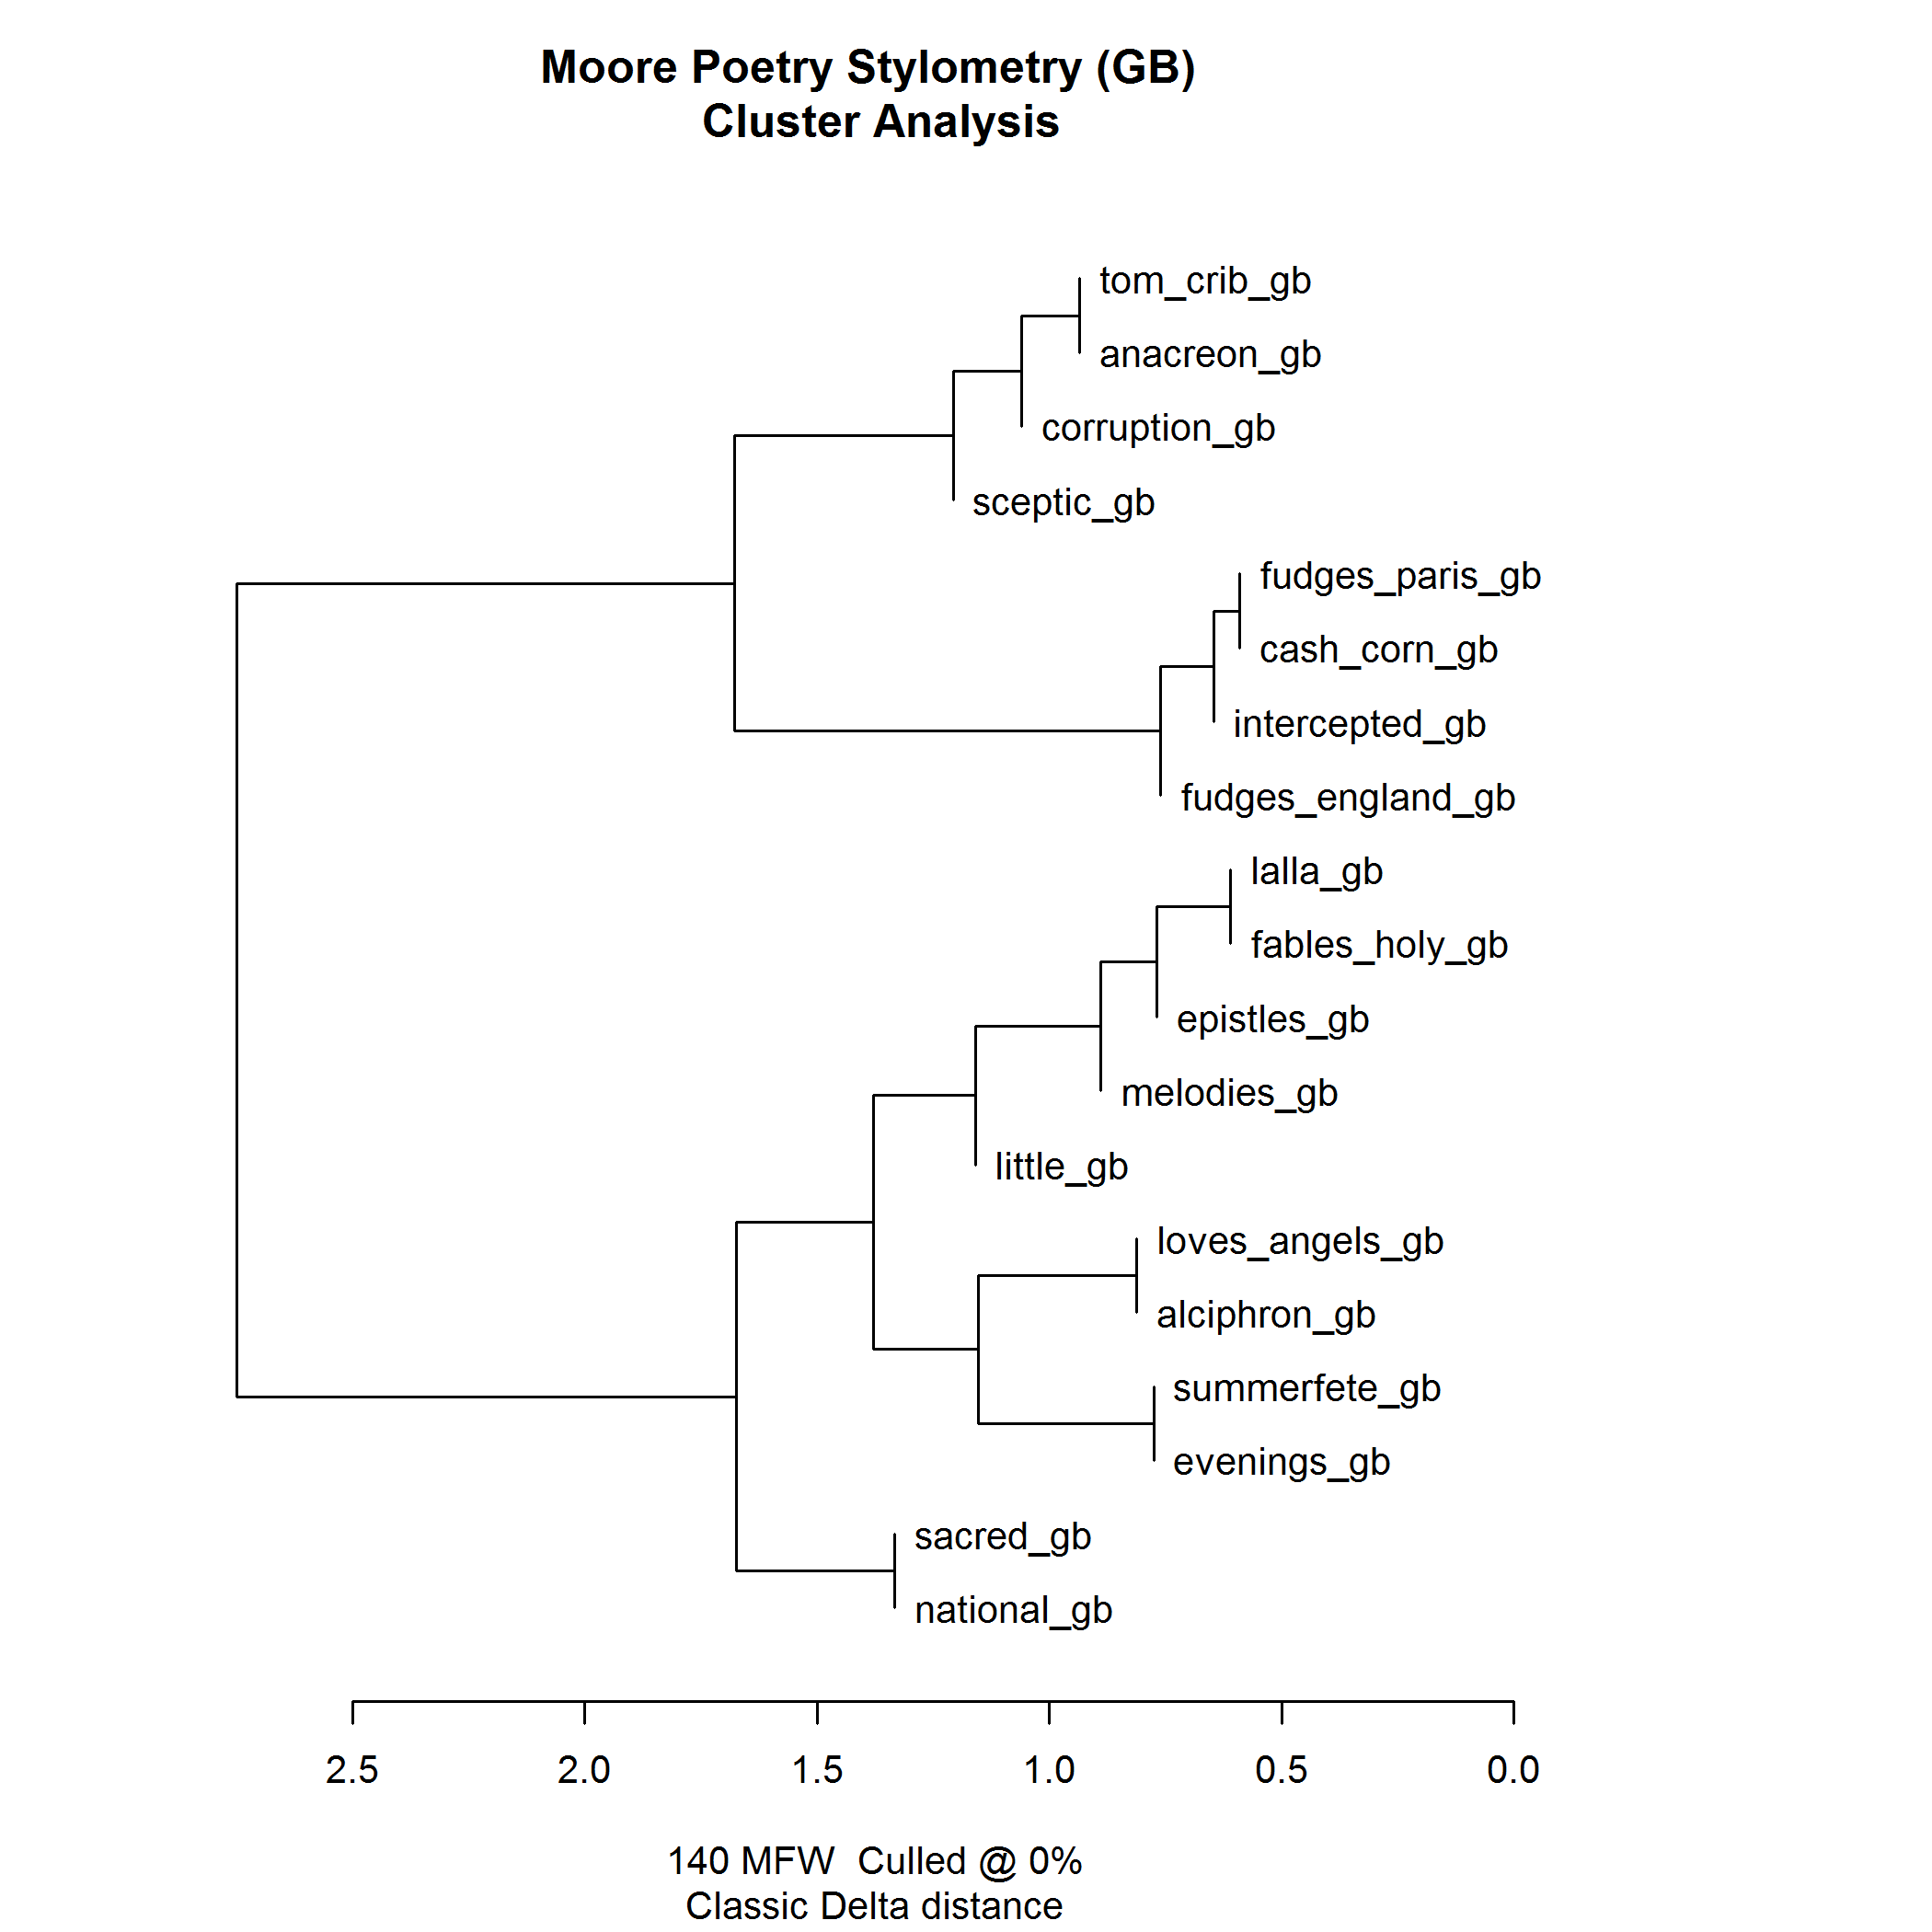 Moore Poetry Stylometry (GB)
Cluster Analysis
tom_crib_gb
anacreon_gb
corruption_gb
sceptic_gb
fudges_paris_gb
cash_corn_gb
intercepted_gb
fudges_england_gb
lalla_gb
fables_holy_gb
epistles_gb
melodies_gb
little_gb
loves_angels_gb
alciphron_gb
summerfete_gb
evenings_gb
sacred_gb
national_gb
2.5 2.0 1.5 1.0 0.5 0.0
140 MFW  Culled @ 0%
Classic Delta distance